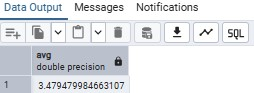 Data Output Messages Notifications
SQL
avg
double precision
1 3.479479984663107